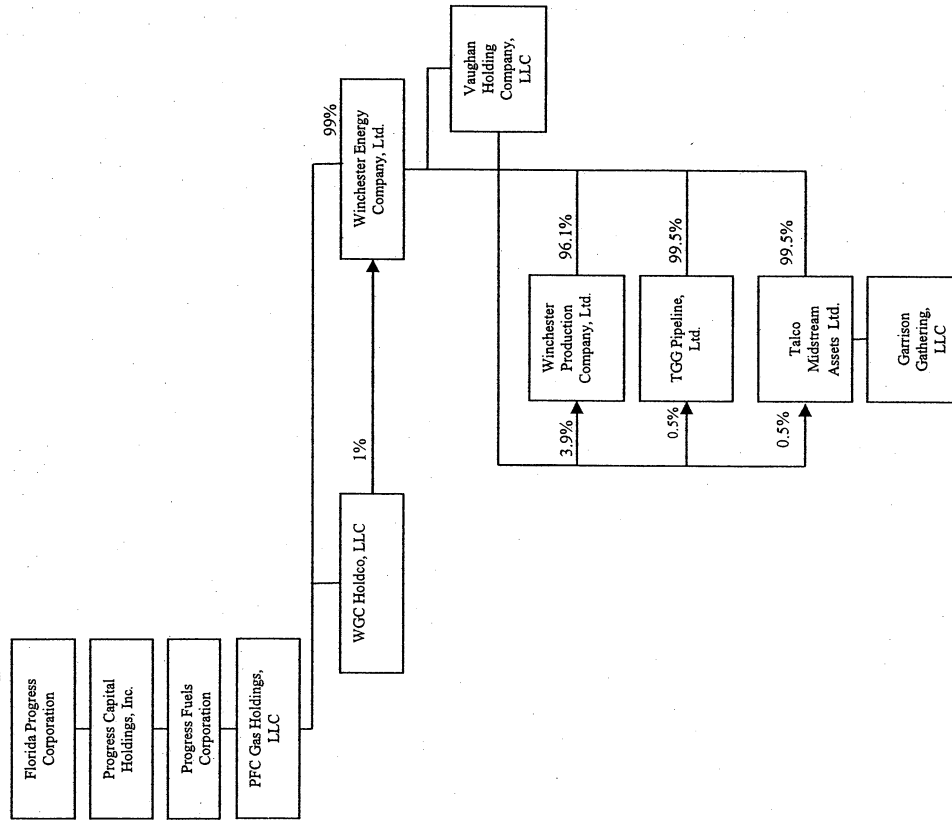 Florida Progress
Corporation
Progress Capital
Holdings, Inc.
Progress Fuels
Corporation
PFC Gas Holdings,
LLC
WGC Holdco, LLC
1%
99%
Winchester Energy
Company, Ltd.
Vaughan
Holding
Company,
LLC
Winchester
Production
Company, Ltd.
3.9%
96.1%
TGG Pipeline,
Ltd.
0.5%
99.5%
Talco
Midstream
Assets Ltd.
0.5%
99.5%
Garrison
Gathering,
LLC